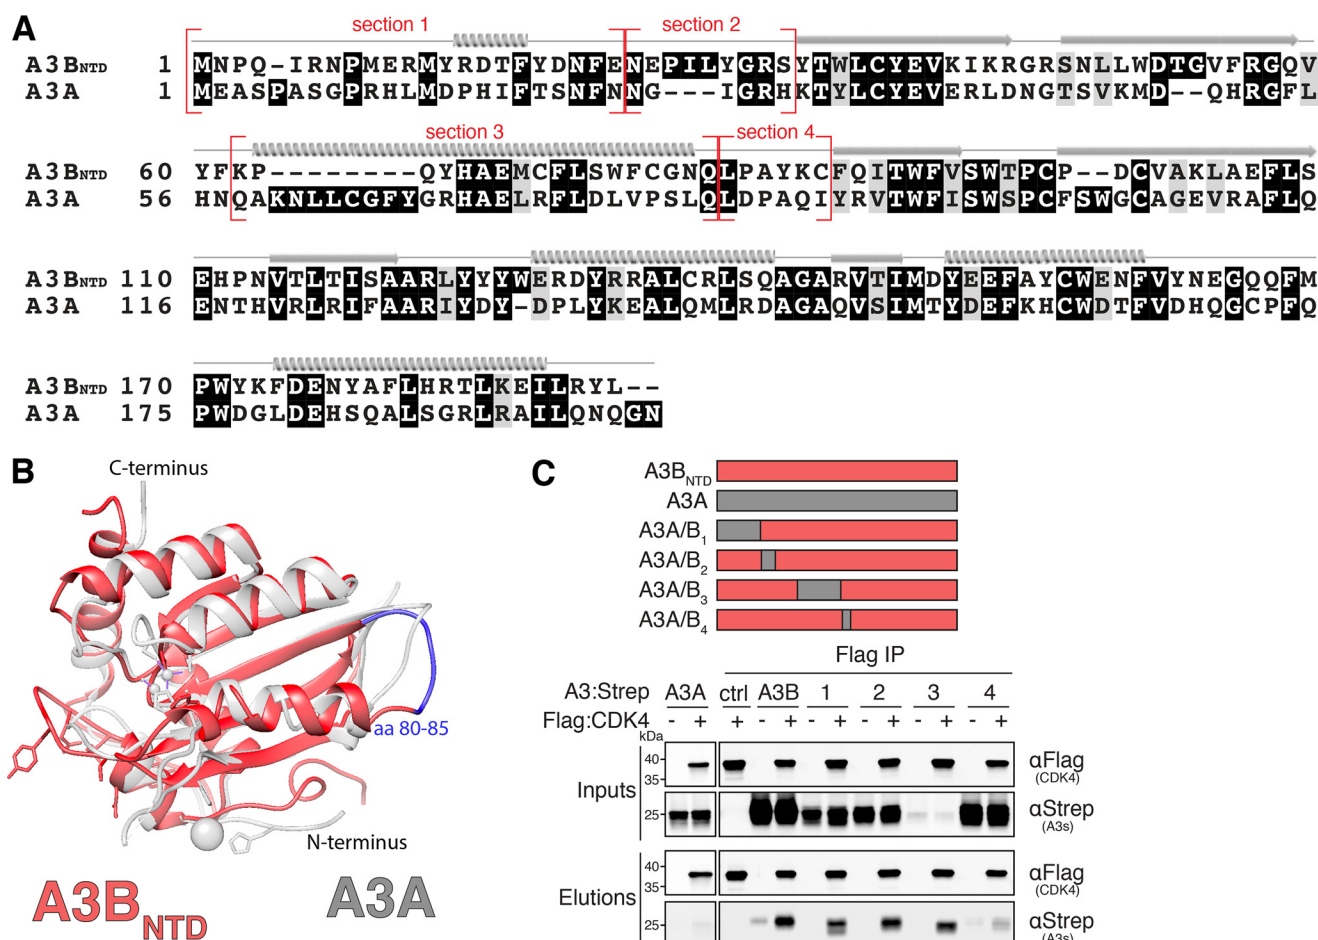 A
section 1
section 2
A3BNTD 1 MNPQ-IRNPMERMYRDTFYDNFENEPILYGRSYTWLCYEVKIKRGRSNLLWDTGVFRGQV
A3A 1 MEASPASGPRHLMDPHIFTSNFNNG---IGRHKTYLCYEVERLDNGTSVKMD--QHRGFL
section 3
section 4
A3BNTD 60 YFKP---------QYHAEMCFLSWFCGNQLPAYKCFQITWFVSWTPCP--DCVAKLAEFLS
A3A 56 HNQAKNLLCGFYGRHAELRFLDLVPSLQLDPAQIYRVTWFISWSPCFSWGCAGEVRAFLQ
A3BNTD 110 EHPNVTLTISAARLYYYWERDYRRALCRLSQAGARVTIMDYEEFAYCWENFVYNEGQQFM
A3A 116 ENTHVRLRIFAARIYDY-DPLYKEALQMLRDAGAQVSIMTYDEFKHCWDTFVDHQGCPFQ
A3BNTD 170 PWYKFDENYAFLHRTLKEILRYL--
A3A 175 PWDGLDEHSQALSGRLRAILQNQGN
B
C-terminus
aa 80-85
N-terminus
A3BNTD
A3A
C
A3BNTD
A3A
A3A/B1
A3A/B2
A3A/B3
A3A/B4
Flag IP
A3:Strep A3A ctrl A3B 1 2 3 4
Flag:CDK4 - + + - + - + - + - + - +
kDa
Inputs
40
35
αFlag
(CDK4)
25
αStrep
(A3s)
Elutions
40
35
αFlag
(CDK4)
25
αStrep
(A3s)